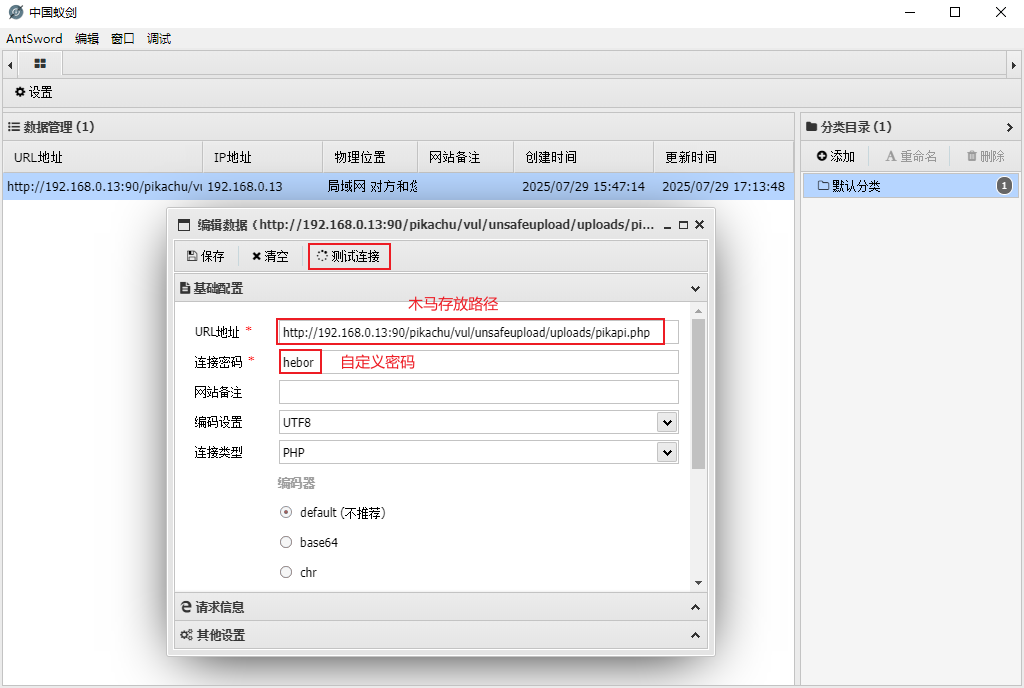 中国蚁剑
AntSword 编辑 窗口 调试
设置
数据管理 (1)
分类目录 (1)
URL地址 IP地址 物理位置 网站备注 创建时间 更新时间
添加 重命名 删除
http://192.168.0.13:90/pikachu/vu 192.168.0.13 局域网 对方和您 2025/07/29 15:47:14 2025/07/29 17:13:48
默认分类 1
编辑数据 (http://192.168.0.13:90/pikachu/vul/unsafeupload/uploads/pi...
保存 清空 测试连接
基础配置
木马存放路径
URL地址 * http://192.168.0.13:90/pikachu/vul/unsafeupload/uploads/pikapi.php
连接密码 * hebor 自定义密码
网站备注
编码设置 UTF8
连接类型 PHP
编码器
default (不推荐)
base64
chr
请求信息
其他设置